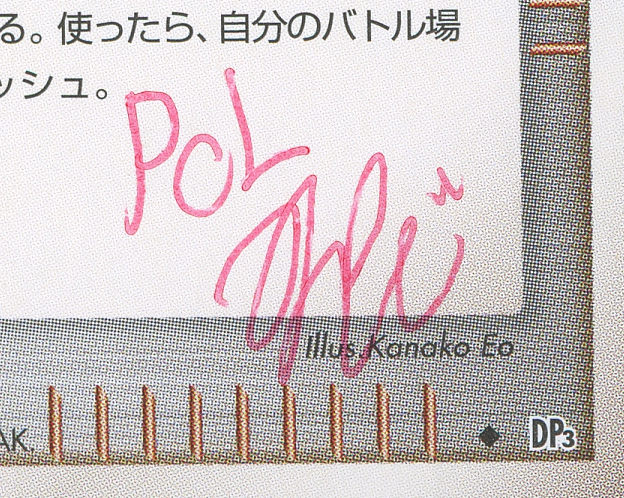 る。使ったら、自分のバトル場
ッシュ。
PCL
Illus. Kanako Eo
AK.
◆ DP3